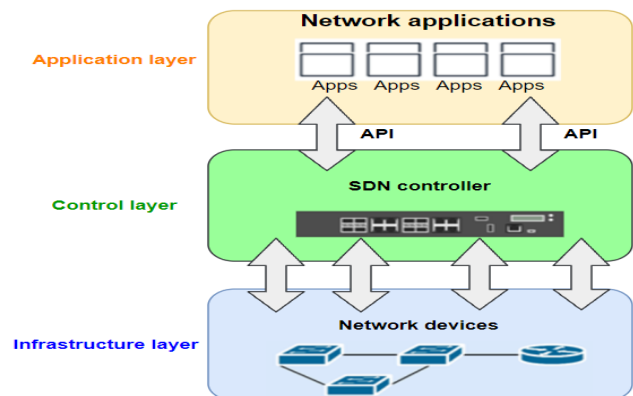 Network applications
Application layer
Apps Apps Apps Apps
API API
SDN controller
Control layer
Network devices
Infrastructure layer